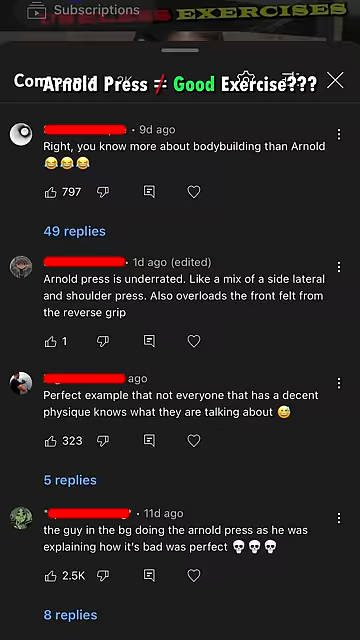 Subscriptions
EXERCISES
Arnold Press ≠ Good Exercise???
9d ago
Right, you know more about bodybuilding than Arnold
😂😂😂
797
49 replies
• 1d ago (edited)
Arnold press is underrated. Like a mix of a side lateral
and shoulder press. Also overloads the front felt from
the reverse grip
1
ago
Perfect example that not everyone that has a decent
physique knows what they are talking about 😅
323
5 replies
• 11d ago
the guy in the bg doing the arnold press as he was
explaining how it's bad was perfect 💀💀💀
2.5K
8 replies